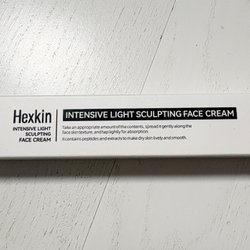 Hexkin
INTENSIVE LIGHT
SCULPTING
FACE CREAM
INTENSIVE LIGHT SCULPTING FACE CREAM
Take an appropriate amount of the contents, spread it gently along the
face skin texture, and tap lightly for absorption.
It contains peptides and extracts to make dry skin lively and smooth.